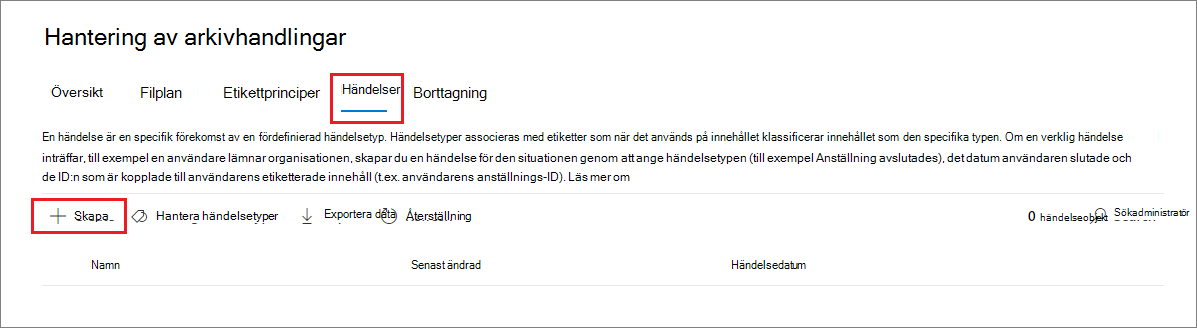 Hantering av arkivhandlingar
Översikt Filplan Etikettprinciper Händelser Borttagning
En händelse är en specifik förekomst av en fördefinierad händelsetyp. Händelsetyper associeras med etiketter som när det används på innehållet klassificerar innehållet som den specifika typen. Om en verklig händelse
inträffar, till exempel en användare lämnar organisationen, skapar du en händelse för den situationen genom att ange händelsetypen (till exempel Anställning avslutades), det datum användaren slutade och
de ID:n som är kopplade till användarens etiketterade innehåll (t.ex. användarens anställnings-ID). Läs mer om
Skapa Hantera händelsetyper Exportera data Återställning 0 händelseobjekt Sökadministratör
Namn Senast ändrad Händelsedatum